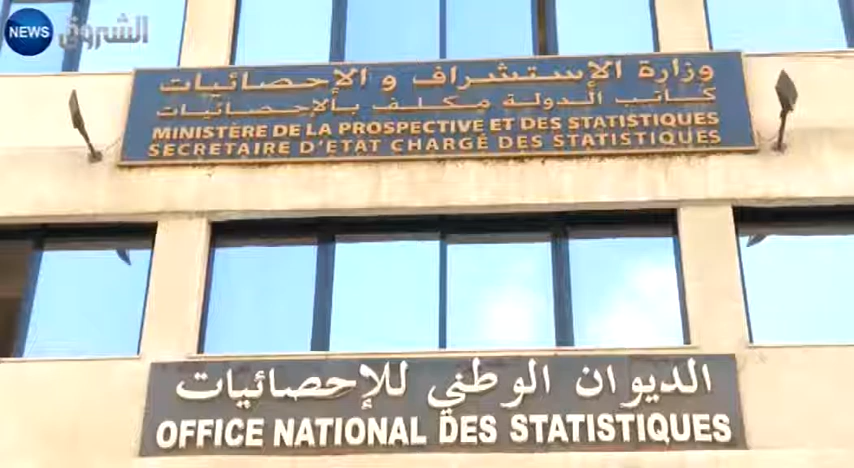 NEWS الشروق
وزارة الإستشراف و الإحصائيات
كاتب الدولة مكلف بالإحصائيات
MINISTÈRE DE LA PROSPECTIVE ET DES STATISTIQUES
SECRETAIRE D'ETAT CHARGÉ DES STATISTIQUES
الديوان الوطني للإحصائيات
OFFICE NATIONAL DES STATISTIQUES